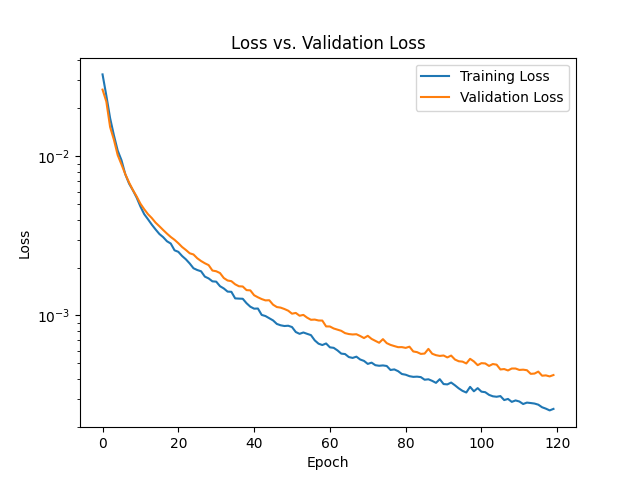 Loss vs. Validation Loss
Training Loss
Validation Loss
10⁻²
10⁻³
Loss
0 20 40 60 80 100 120
Epoch